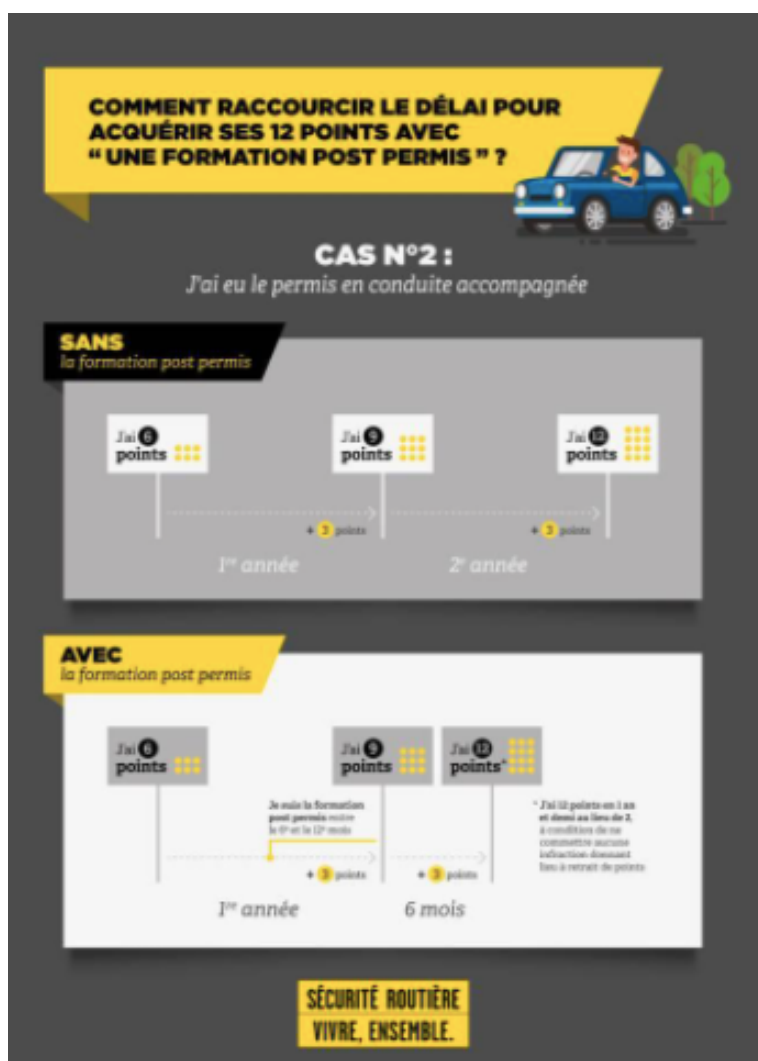 COMMENT RACCOURCIR LE DÉLAI POUR
ACQUÉRIR SES 12 POINTS AVEC
“ UNE FORMATION POST PERMIS ” ?
CAS N°2 :
J'ai eu le permis en conduite accompagnée
SANS
la formation post permis
J'ai 6
points
J'ai 9
points
J'ai 12
points
+ 3 points
+ 3 points
1re année
2e année
AVEC
la formation post permis
J'ai 6
points
J'ai 9
points
J'ai 12
points*
Je suis la formation
post permis entre
le 6e et le 12e mois
* J'ai 12 points en 1 an
et demi au lieu de 2,
à condition de ne
commettre aucune
infraction donnant
lieu à retrait de points
+ 3 points
+ 3 points
1re année
6 mois
SÉCURITÉ ROUTIÈRE
VIVRE, ENSEMBLE.